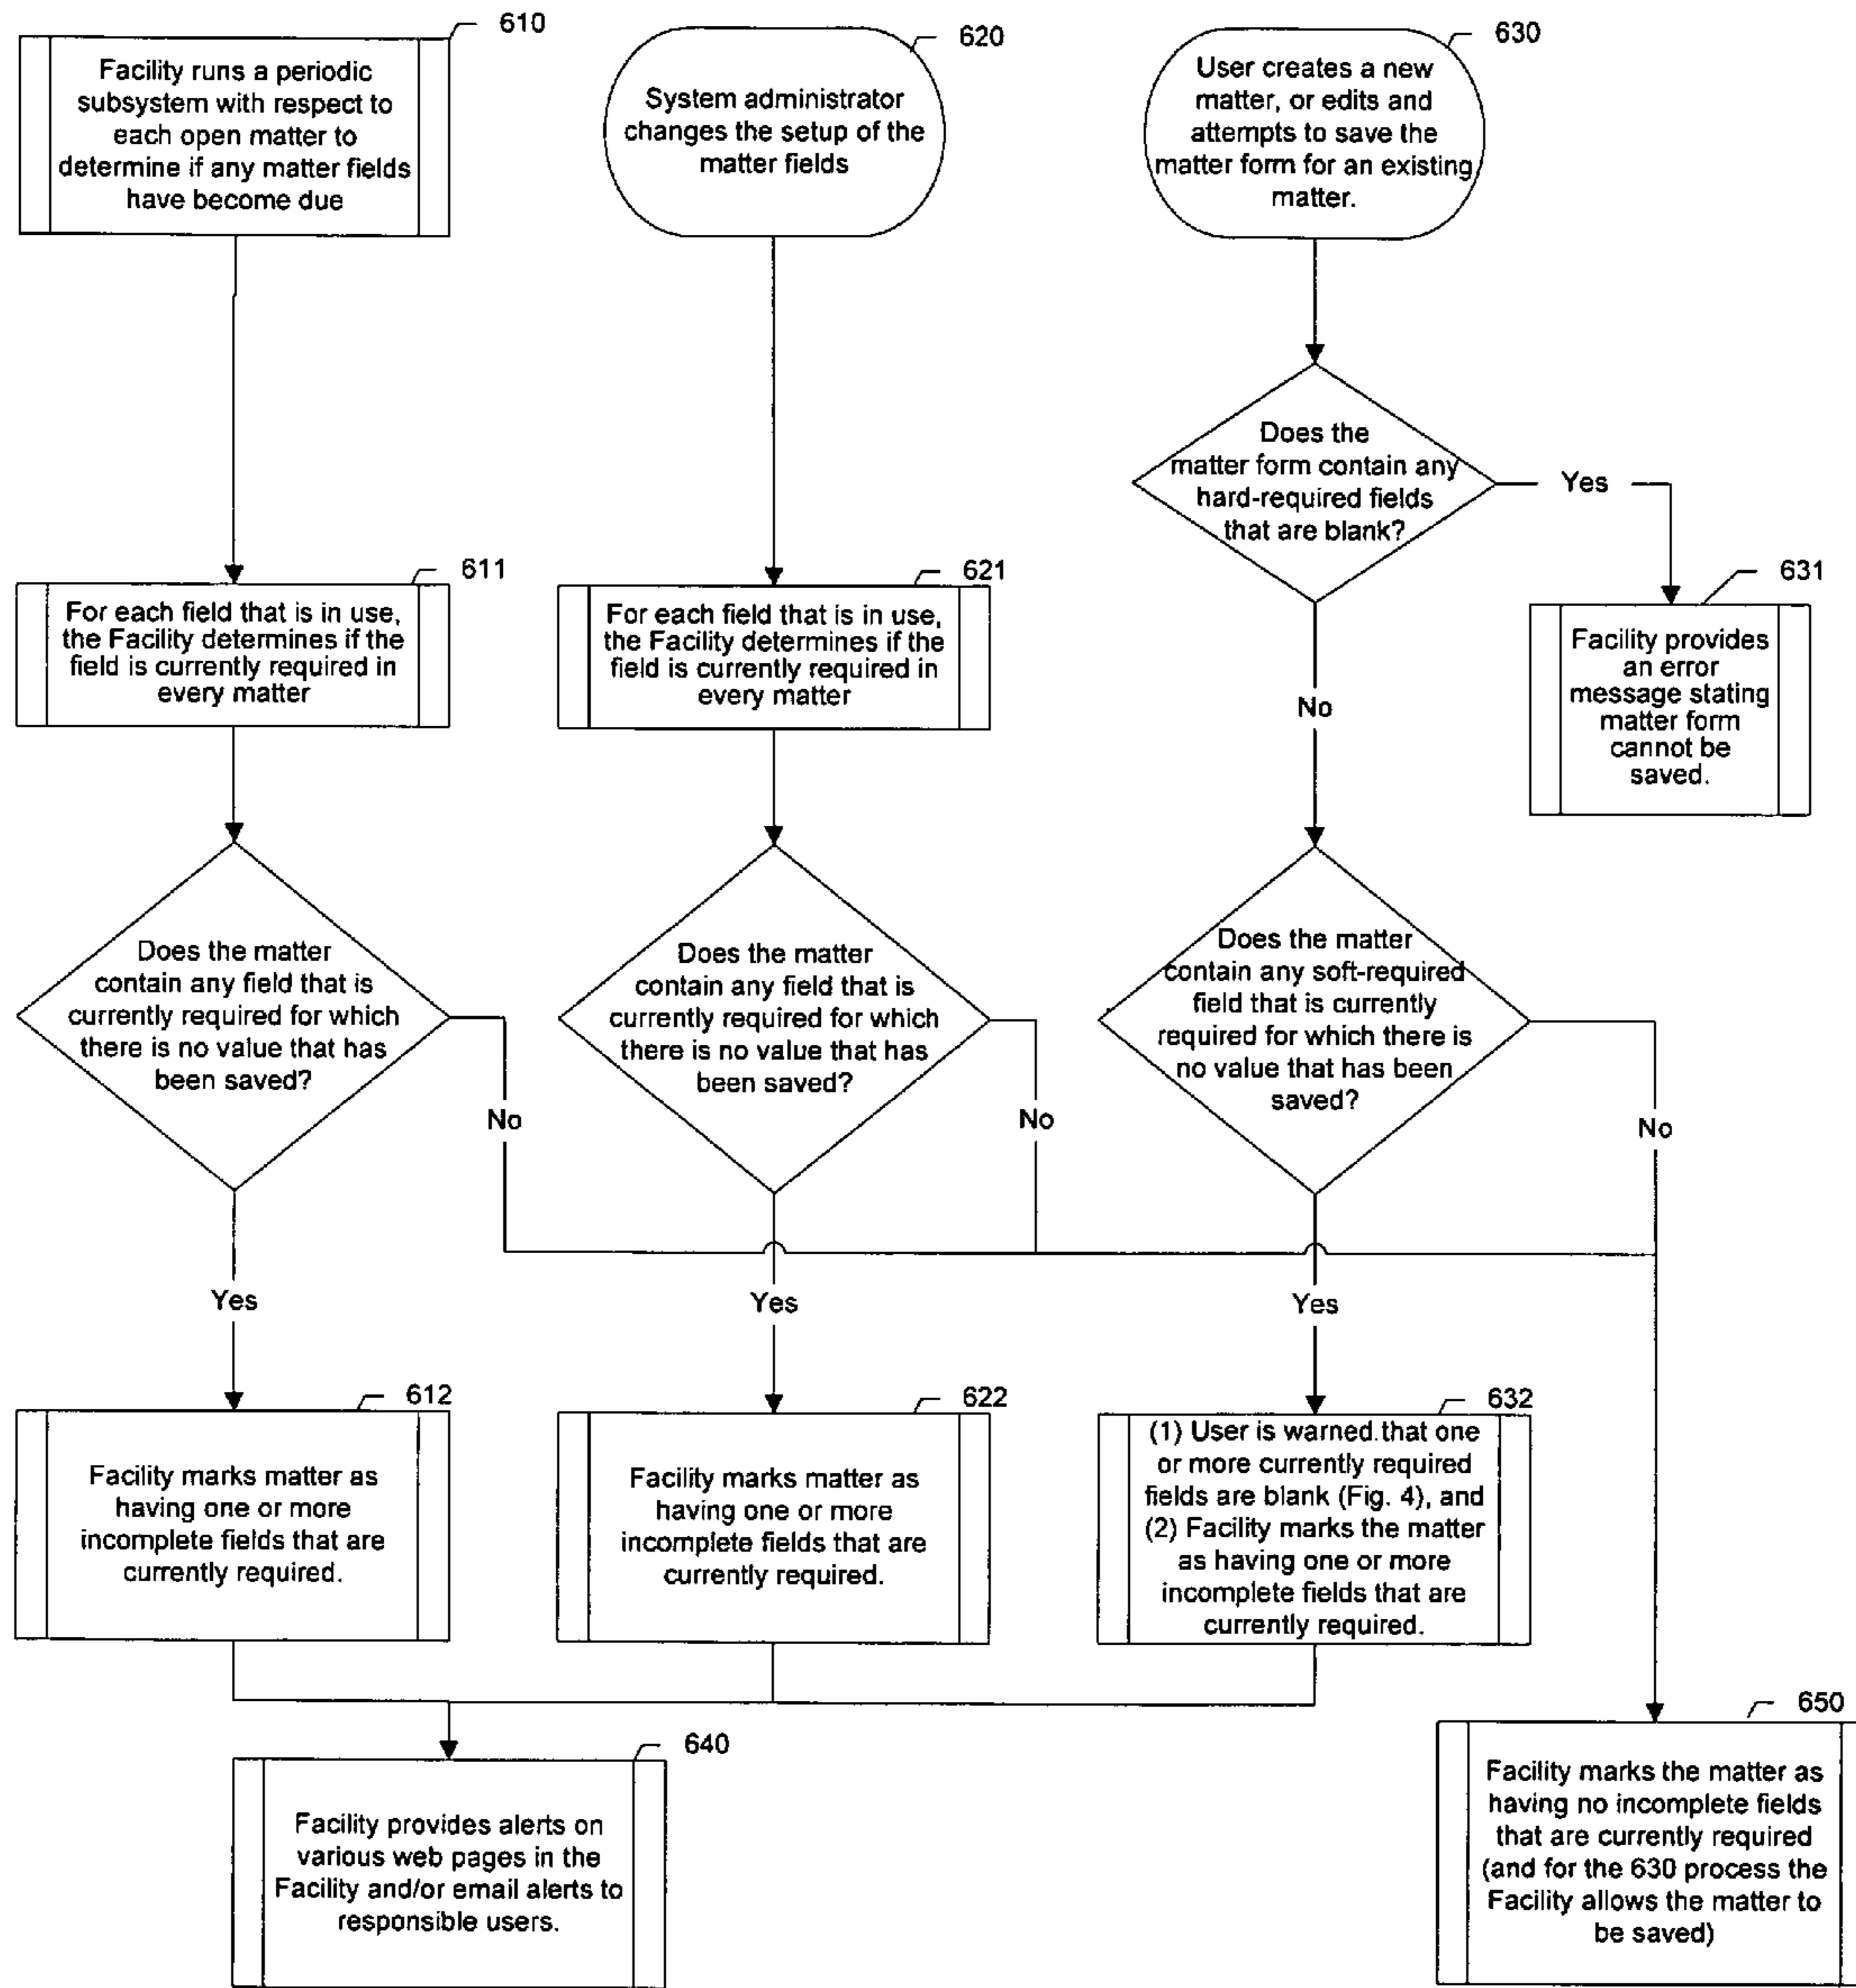 610
Facility runs a periodic
subsystem with respect to
each open matter to
determine if any matter fields
have become due
620
System administrator
changes the setup of the
matter fields
630
User creates a new
matter, or edits and
attempts to save the
matter form for an existing
matter.
Does the
matter form contain any
hard-required fields
that are blank?
Yes
No
631
Facility provides
an error
message stating
matter form
cannot be
saved.
611
For each field that is in use,
the Facility determines if the
field is currently required in
every matter
621
For each field that is in use,
the Facility determines if the
field is currently required in
every matter
Does the matter
contain any field that is
currently required for which
there is no value that has
been saved?
No
Yes
Does the matter
contain any field that is
currently required for which
there is no value that has
been saved?
No
Yes
Does the matter
contain any soft-required
field that is currently
required for which there is
no value that has been
saved?
No
Yes
612
Facility marks matter as
having one or more
incomplete fields that are
currently required.
622
Facility marks matter as
having one or more
incomplete fields that are
currently required.
632
(1) User is warned that one
or more currently required
fields are blank (Fig. 4), and
(2) Facility marks the matter
as having one or more
incomplete fields that are
currently required.
640
Facility provides alerts on
various web pages in the
Facility and/or email alerts to
responsible users.
650
Facility marks the matter as
having no incomplete fields
that are currently required
(and for the 630 process the
Facility allows the matter to
be saved)